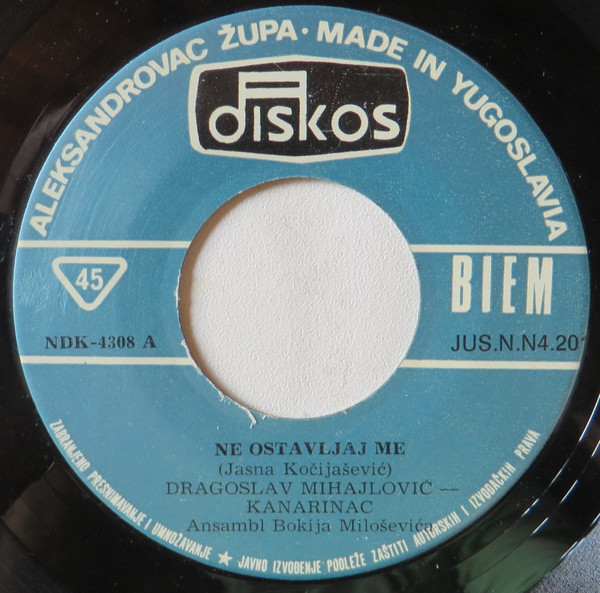 ALEKSANDROVAC ŽUPA · MADE IN YUGOSLAVIA
diskos
45
BIEM
NDK-4308 A
JUS.N.N4.201
NE OSTAVLJAJ ME
(Jasna Kočijašević)
DRAGOSLAV MIHAJLOVIĆ —
KANARINAC
Ansambl Bokija Miloševića
ZABRANJENO PRESNIMAVANJE I UMNOŽAVANJE ★ JAVNO IZVOĐENJE PODLEŽE ZAŠTITI AUTORSKIH I IZVOĐAČKIH PRAVA